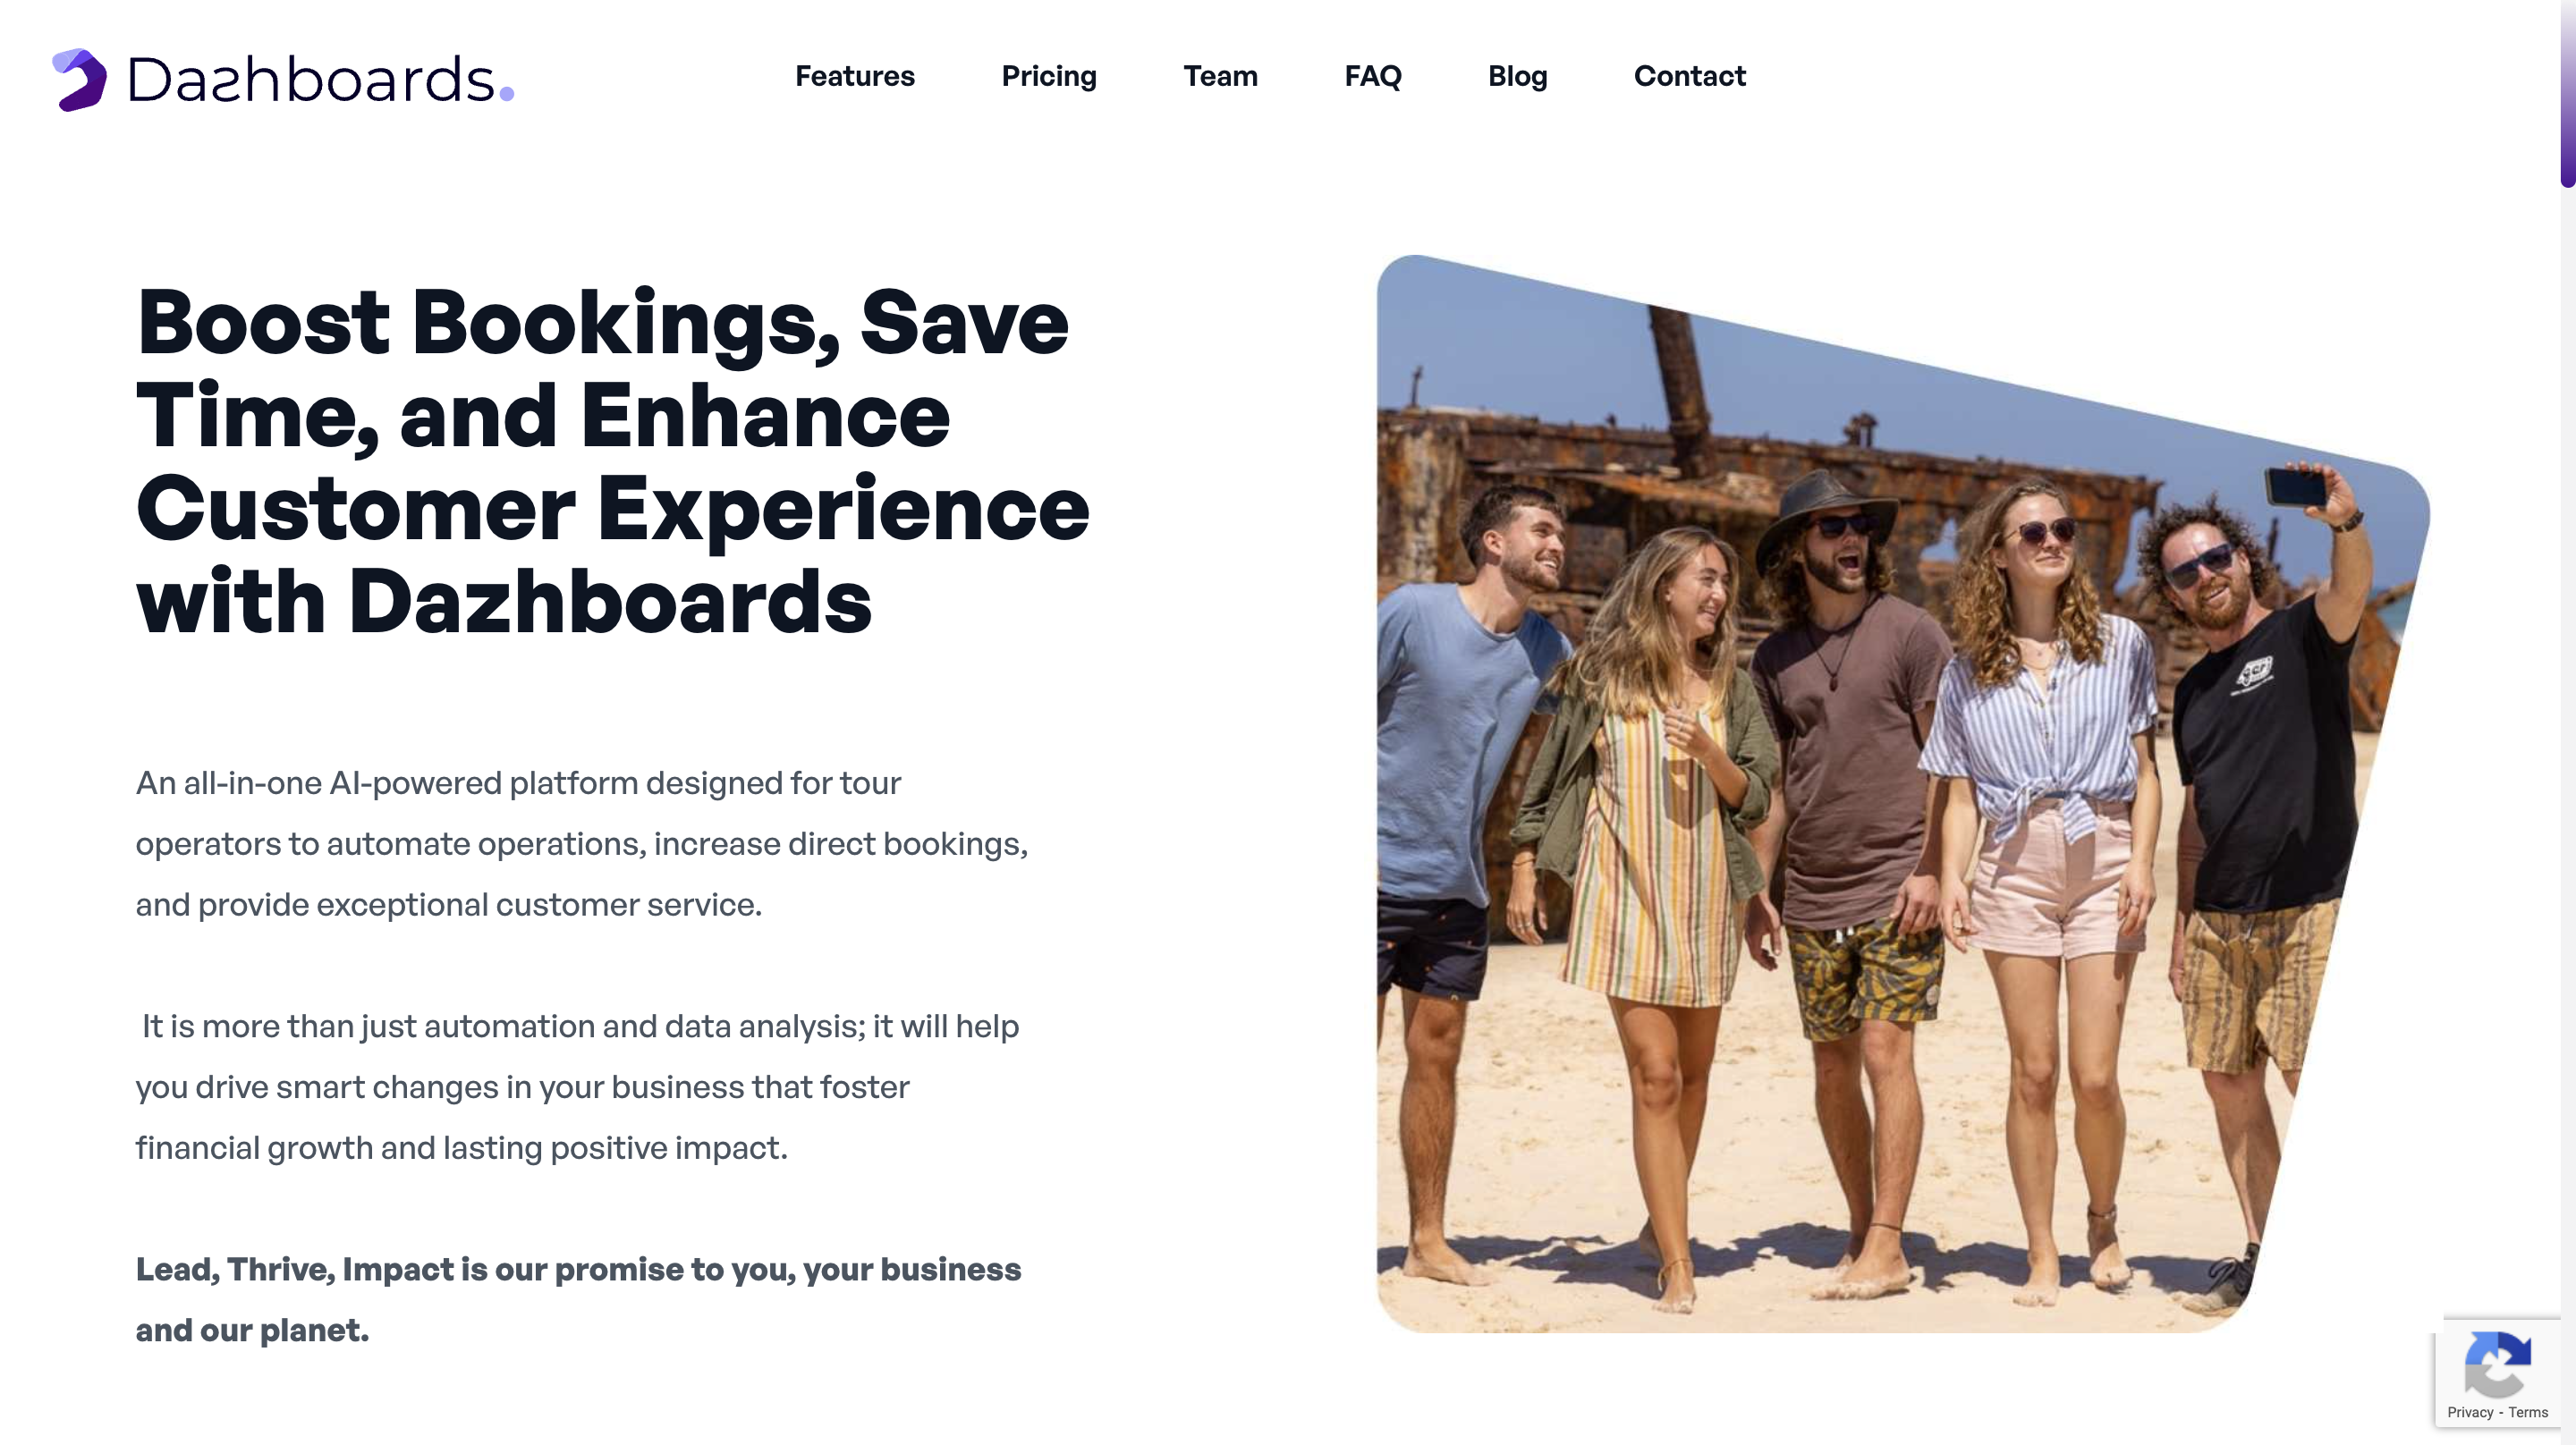 Dazhboards.
Features
Pricing
Team
FAQ
Blog
Contact
Boost Bookings, Save
Time, and Enhance
Customer Experience
with Dazhboards
An all-in-one AI-powered platform designed for tour
operators to automate operations, increase direct bookings,
and provide exceptional customer service.
It is more than just automation and data analysis; it will help
you drive smart changes in your business that foster
financial growth and lasting positive impact.
Lead, Thrive, Impact is our promise to you, your business
and our planet.
Privacy - Terms